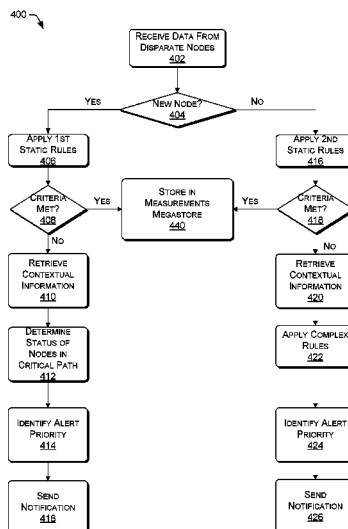 400
RECEIVE DATA FROM
DISPARATE NODES
402
YES
NEW NODE?
404
NO
APPLY 1ST
STATIC RULES
406
APPLY 2ND
STATIC RULES
416
CRITERIA
MET?
408
YES
STORE IN
MEASUREMENTS
MEGASTORE
440
YES
CRITERIA
MET?
418
NO
NO
RETRIEVE
CONTEXTUAL
INFORMATION
410
RETRIEVE
CONTEXTUAL
INFORMATION
420
DETERMINE
STATUS OF
NODES IN
CRITICAL PATH
412
APPLY COMPLEX
RULES
422
IDENTIFY ALERT
PRIORITY
414
IDENTIFY ALERT
PRIORITY
424
SEND
NOTIFICATION
416
SEND
NOTIFICATION
426